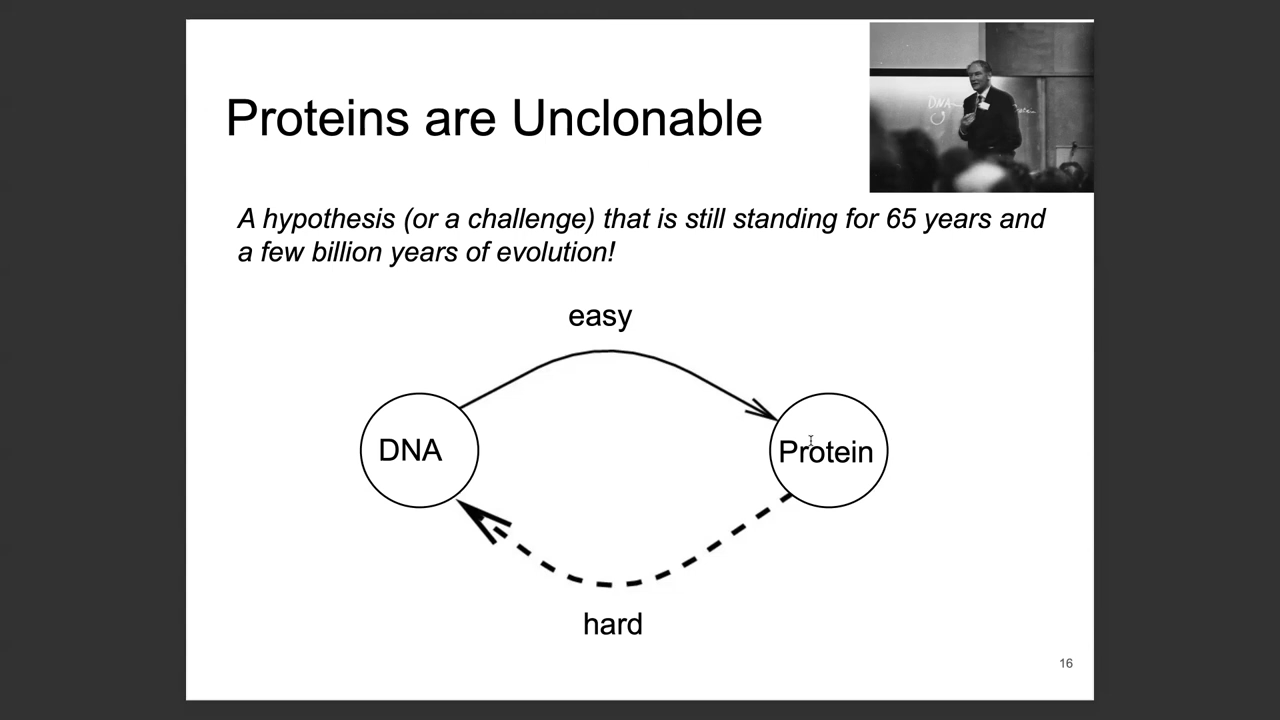 Proteins are Unclonable
DNA
A hypothesis (or a challenge) that is still standing for 65 years and
a few billion years of evolution!
easy
DNA
Protein
hard
16